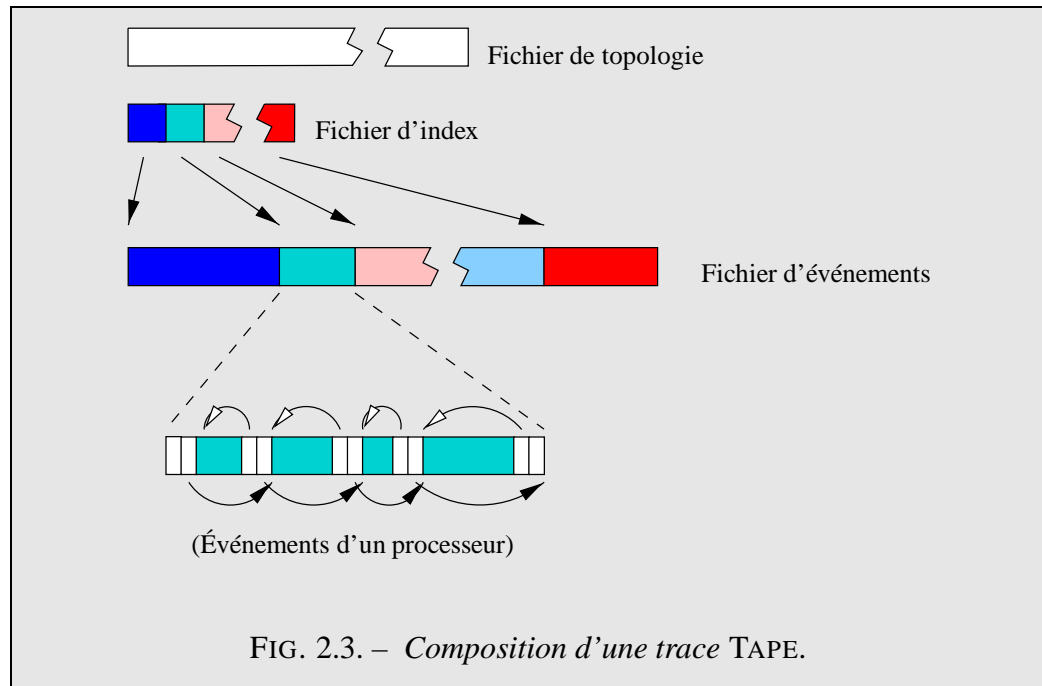 Fichier de topologie
Fichier d'index
Fichier d'événements
(Événements d'un processeur)
FIG. 2.3. – Composition d'une trace TAPE.